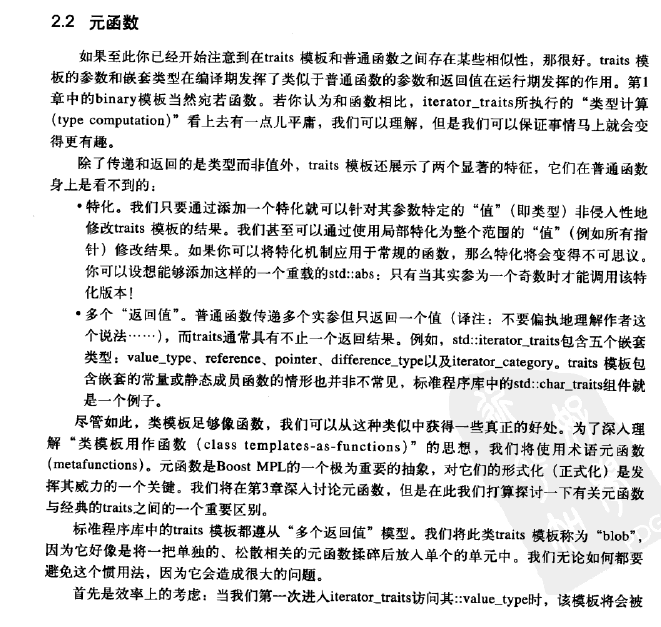 2.2 元函数
如果至此你已经开始注意到在traits 模板和普通函数之间存在某些相似性，那很好。traits 模
板的参数和嵌套类型在编译期发挥了类似于普通函数的参数和返回值在运行期发挥的作用。第1
章中的binary模板当然宛若函数。若你认为和函数相比，iterator_traits所执行的“类型计算
(type computation)”看上去有一点儿平庸，我们可以理解，但是我们可以保证事情马上就会变
得更有趣。
除了传递和返回的是类型而非值外，traits 模板还展示了两个显著的特征，它们在普通函数
身上是看不到的：
•特化。我们只要通过添加一个特化就可以针对其参数特定的“值”（即类型）非侵入性地
修改traits 模板的结果。我们甚至可以通过使用局部特化为整个范围的“值”（例如所有指
针）修改结果。如果你可以将特化机制应用于常规的函数，那么特化将会变得不可思议。
你可以设想能够添加这样的一个重载的std::abs：只有当其实参为一个奇数时才能调用该特
化版本！
•多个“返回值”。普通函数传递多个实参但只返回一个值（译注：不要偏执地理解作者这
个说法……），而traits通常具有不止一个返回结果。例如，std::iterator_traits包含五个嵌套
类型：value_type、reference、pointer、difference_type以及iterator_category。traits 模板包
含嵌套的常量或静态成员函数的情形也并非不常见，标准程序库中的std::char_traits组件就
是一个例子。
尽管如此，类模板足够像函数，我们可以从这种类似中获得一些真正的好处。为了深入理
解“类模板用作函数（class templates-as-functions）”的思想，我们将使用术语元函数
(metafunctions)。元函数是Boost MPL的一个极为重要的抽象，对它们的形式化（正式化）是发
挥其威力的一个关键。我们将在第3章深入讨论元函数，但是在此我们打算探讨一下有关元函数
与经典的traits之间的一个重要区别。
标准程序库中的traits 模板都遵从“多个返回值”模型。我们将此类traits 模板称为“blob”，
因为它好像是将一把单独的、松散相关的元函数揉碎后放入单个的单元中。我们无论如何都要
避免这个惯用法，因为它会造成很大的问题。
首先是效率上的考虑：当我们第一次进入iterator_traits访问其::value_type时，该模板将会被